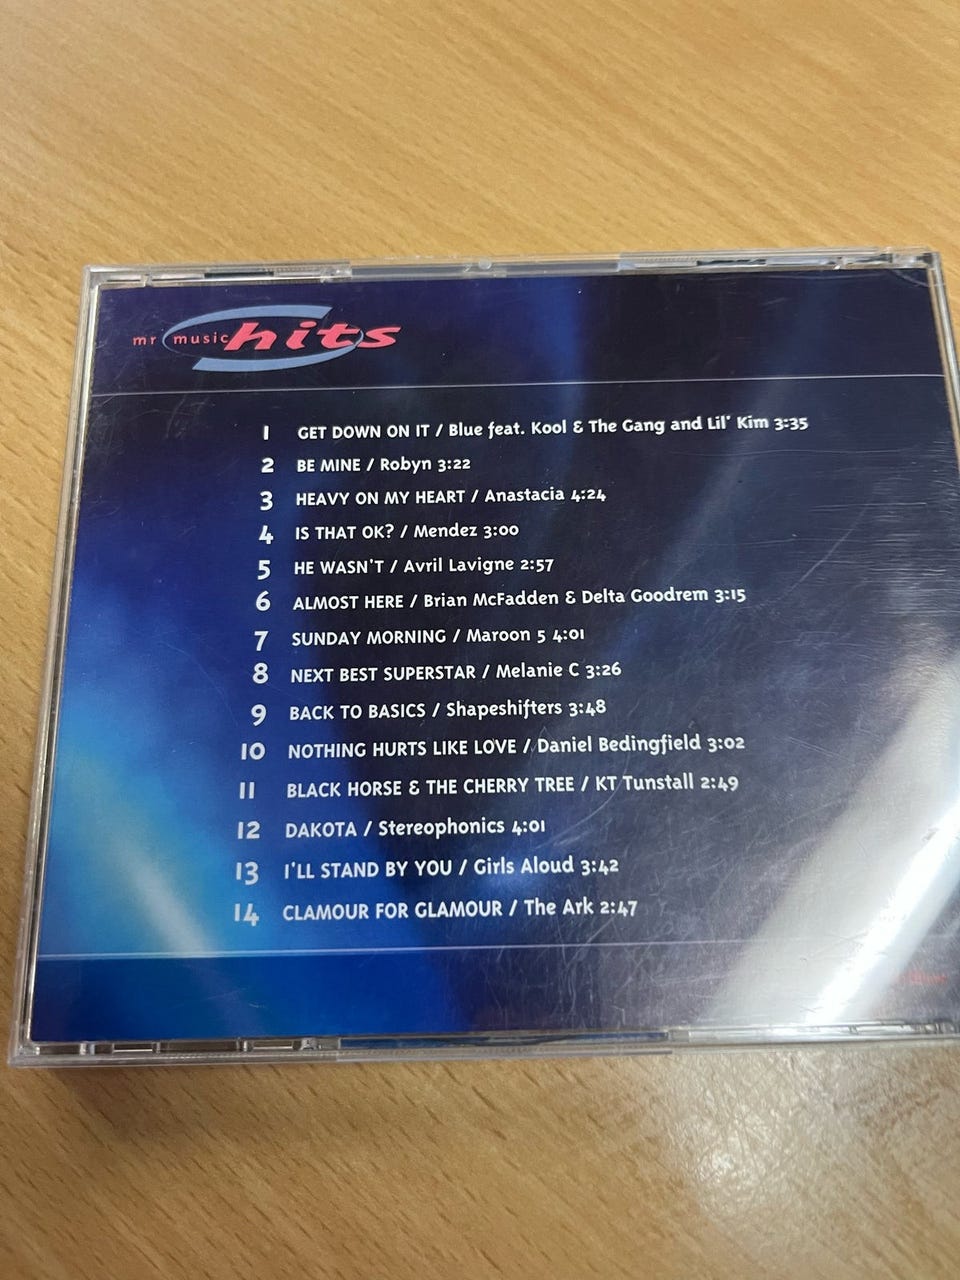 mr music hits
1 GET DOWN ON IT / Blue feat. Kool & The Gang and Lil' Kim 3:35
2 BE MINE / Robyn 3:22
3 HEAVY ON MY HEART / Anastacia 4:24
4 IS THAT OK? / Mendez 3:00
5 HE WASN'T / Avril Lavigne 2:57
6 ALMOST HERE / Brian McFadden & Delta Goodrem 3:15
7 SUNDAY MORNING / Maroon 5 4:01
8 NEXT BEST SUPERSTAR / Melanie C 3:26
9 BACK TO BASICS / Shapeshifters 3:48
10 NOTHING HURTS LIKE LOVE / Daniel Bedingfield 3:02
11 BLACK HORSE & THE CHERRY TREE / KT Tunstall 2:49
12 DAKOTA / Stereophonics 4:01
13 I'LL STAND BY YOU / Girls Aloud 3:42
14 CLAMOUR FOR GLAMOUR / The Ark 2:47